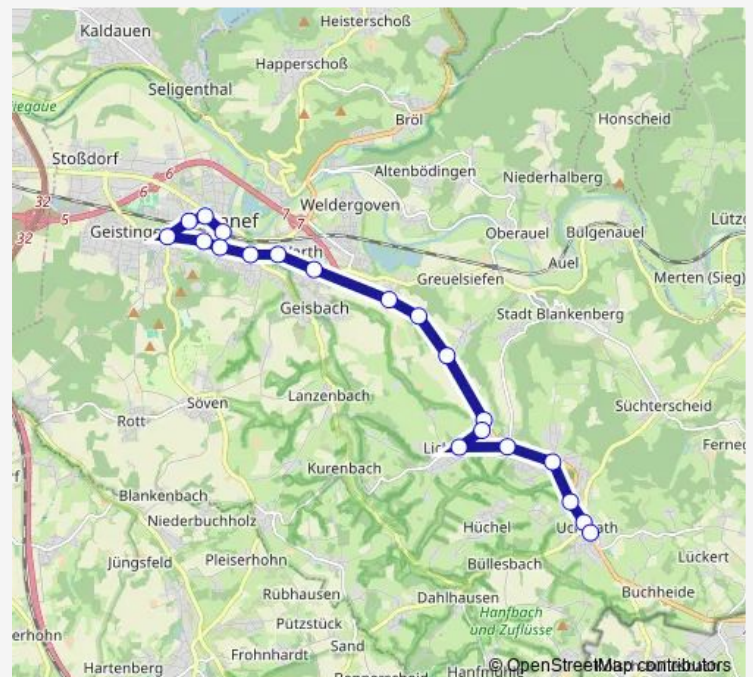 Heisterschoß
Kaldauen
Happerschoß
Seligenthal
iegaue
Bröl
Honscheid
Stoßdorf
6
6
Altenbödingen
Niederhalberg
32
5
7
7
Weldergoven
32
Geisting
nef
Oberauel
Bülgenauel
Lütz
Auel
Greuelsiefen
Merten (Sieg)
Geisbach
Stadt Blankenberg
Lanzenbach
Söven
Süchterscheid
Rott
Kurenbach
Blankenbach
Niederbuchholz
Hüchel
Jüngsfeld
Pleiserhohn
Büllesbach
Lückert
Rübhausen
Dahlhausen
Buchheide
Pützstück
Hanfbach
und Zuflüsse
erhohn
Sand
Frohnhardt
Hartenberg
© OpenStreetMap contributors